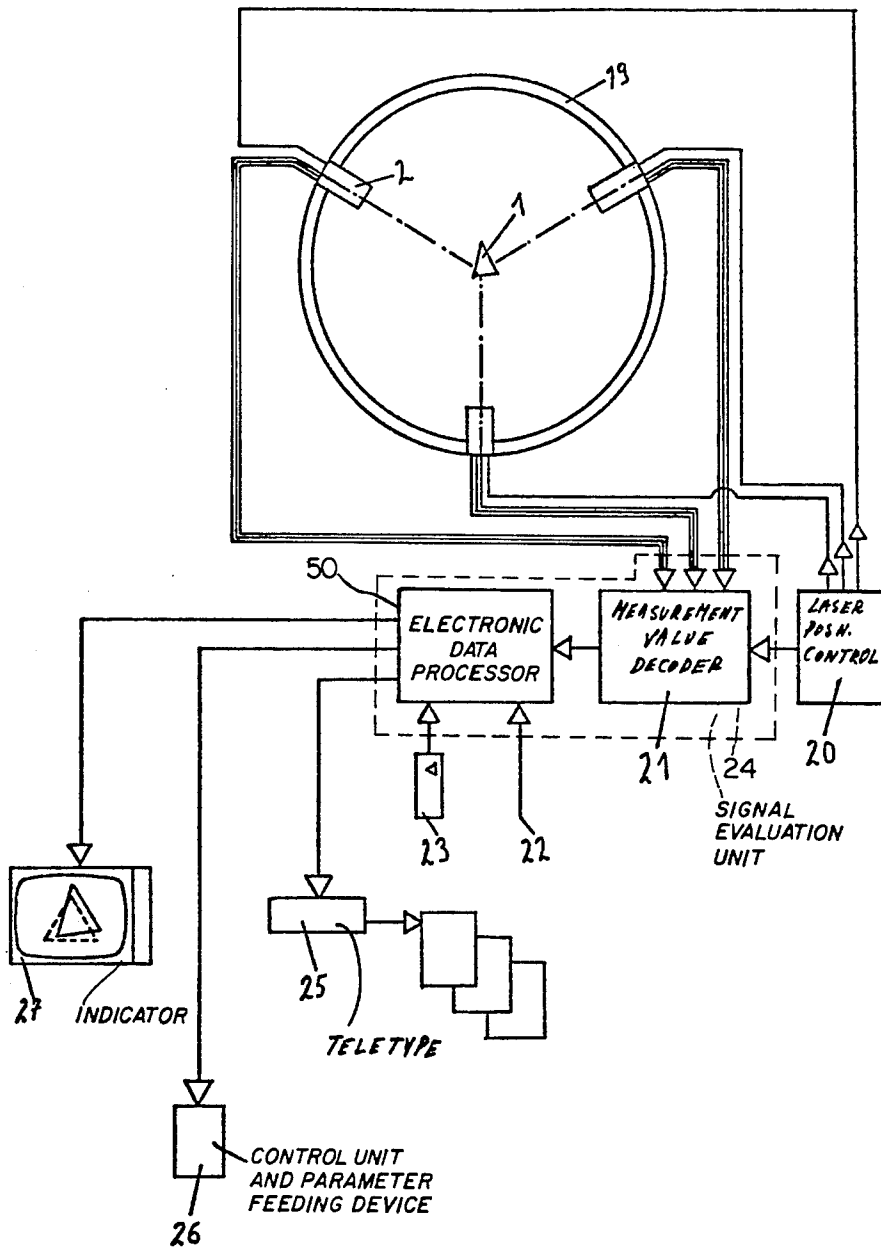 19
2
1
50
ELECTRONIC
DATA
PROCESSOR
MEASUREMENT
VALUE
DECODER
LASER
POSN.
CONTROL
21
24
20
SIGNAL
EVALUATION
UNIT
23
22
27
INDICATOR
25
TELETYPE
CONTROL UNIT
AND PARAMETER
FEEDING DEVICE
26